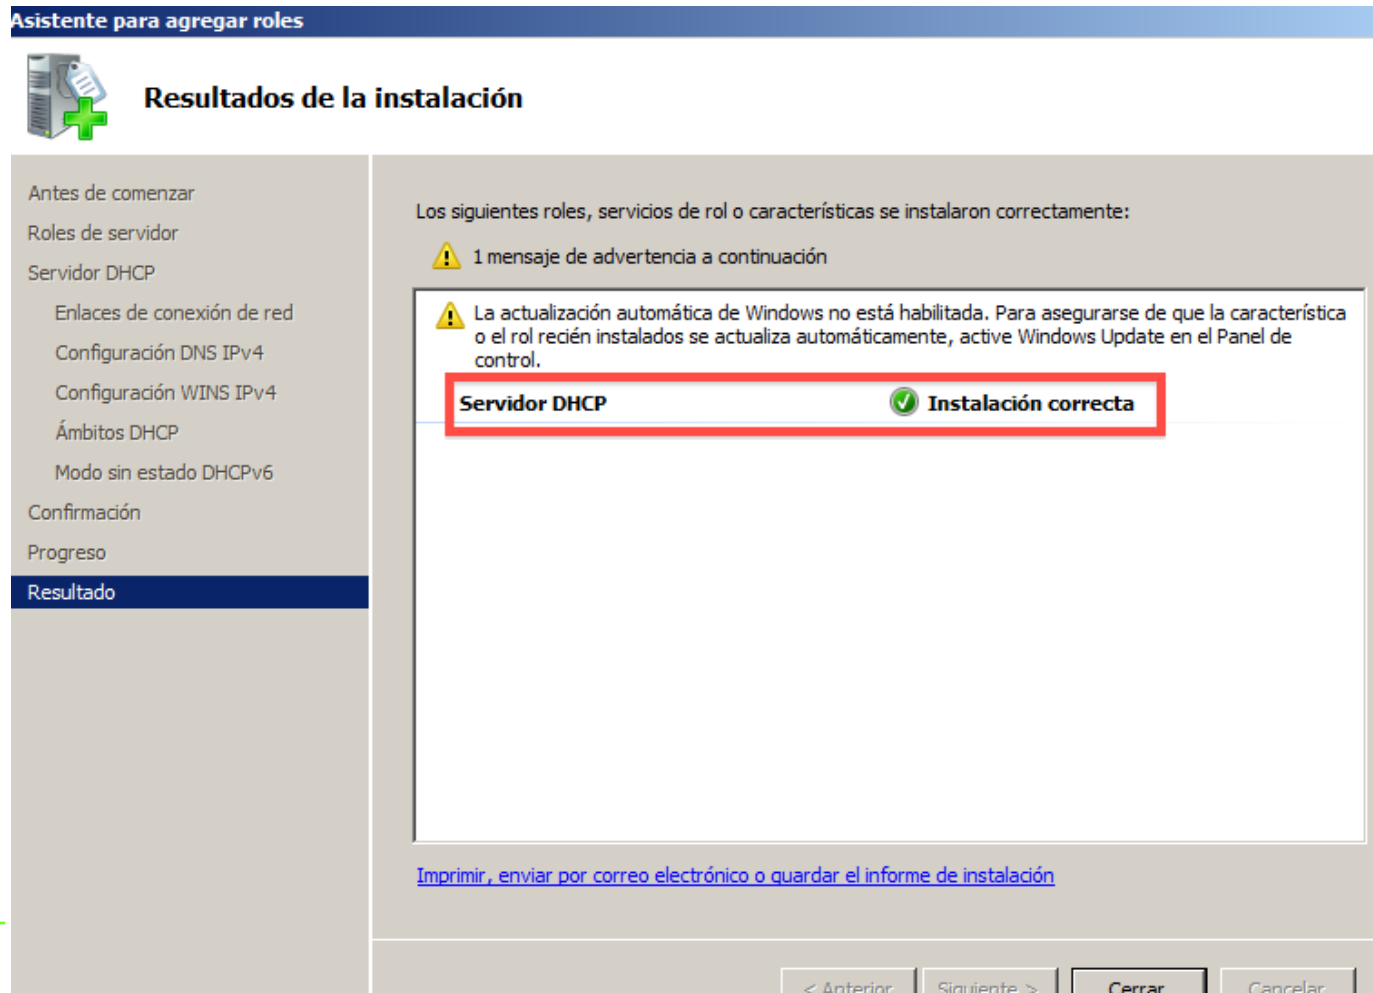 Asistente para agregar roles
Resultados de la instalación
Antes de comenzar
Roles de servidor
Servidor DHCP
Enlaces de conexión de red
Configuración DNS IPv4
Configuración WINS IPv4
Ámbitos DHCP
Modo sin estado DHCPv6
Confirmación
Progreso
Resultado
Los siguientes roles, servicios de rol o características se instalaron correctamente:
1 mensaje de advertencia a continuación
La actualización automática de Windows no está habilitada. Para asegurarse de que la característica
o el rol recién instalados se actualiza automáticamente, active Windows Update en el Panel de
control.
Servidor DHCP Instalación correcta
Imprimir, enviar por correo electrónico o guardar el informe de instalación
< Anterior Siguiente > Cerrar Cancelar